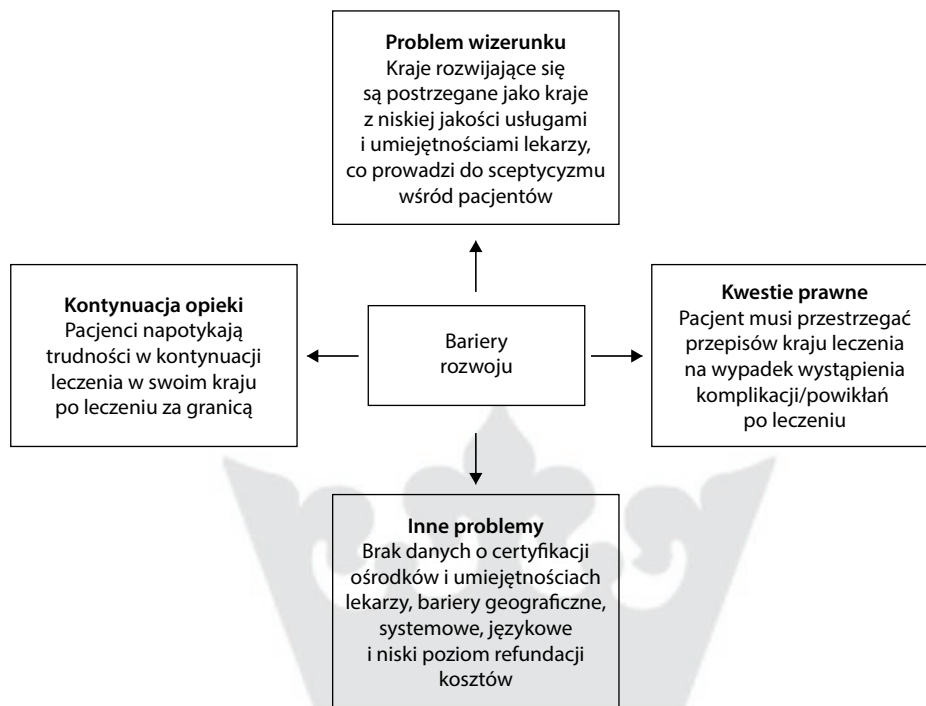 Problem wizerunku
Kraje rozwijające się
są postrzegane jako kraje
z niskiej jakości usługami
i umiejętnościami lekarzy,
co prowadzi do sceptycyzmu
wśród pacjentów
Kontynuacja opieki
Pacjenci napotykają
trudności w kontynuacji
leczenia w swoim kraju
po leczeniu za granicą
Bariery
rozwoju
Kwestie prawne
Pacjent musi przestrzegać
przepisów kraju leczenia
na wypadek wystąpienia
komplikacji/powikłań
po leczeniu
Inne problemy
Brak danych o certyfikacji
ośrodków i umiejętnościach
lekarzy, bariery geograficzne,
systemowe, językowe
i niski poziom refundacji
kosztów